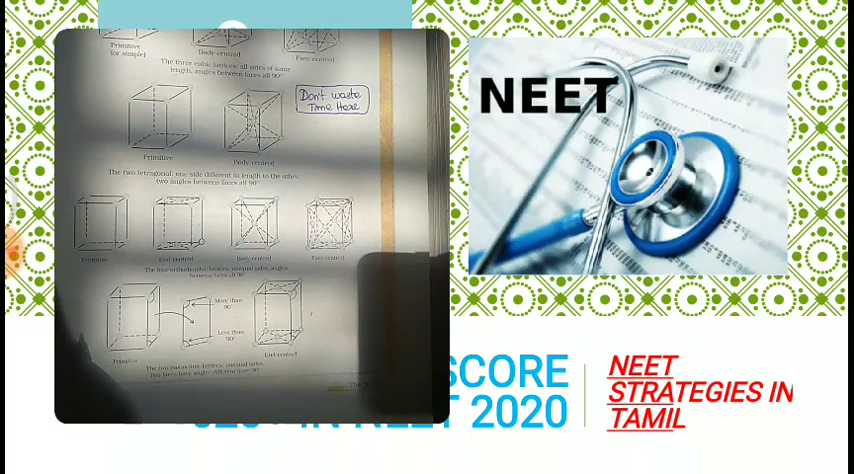 Primitive
(or simple)
Body-centred
Face-centred
The three cubic lattices: all sides of same
length, angles between faces all 90°
Don't waste
Time Here
Primitive
Body-centred
The two tetragonal: one side different in length to the other,
two angles between faces all 90°
Primitive
End-centred
Body-centred
Face-centred
The four orthorhombic lattices: unequal sides, angles
between faces all 90°
More than
90°
Less than
90°
Primitive
End-centred
The two monoclinic lattices: unequal sides,
two faces have angles different from 90°
The
NEET
SCORE
IN NEET 2020
NEET
STRATEGIES IN
TAMIL